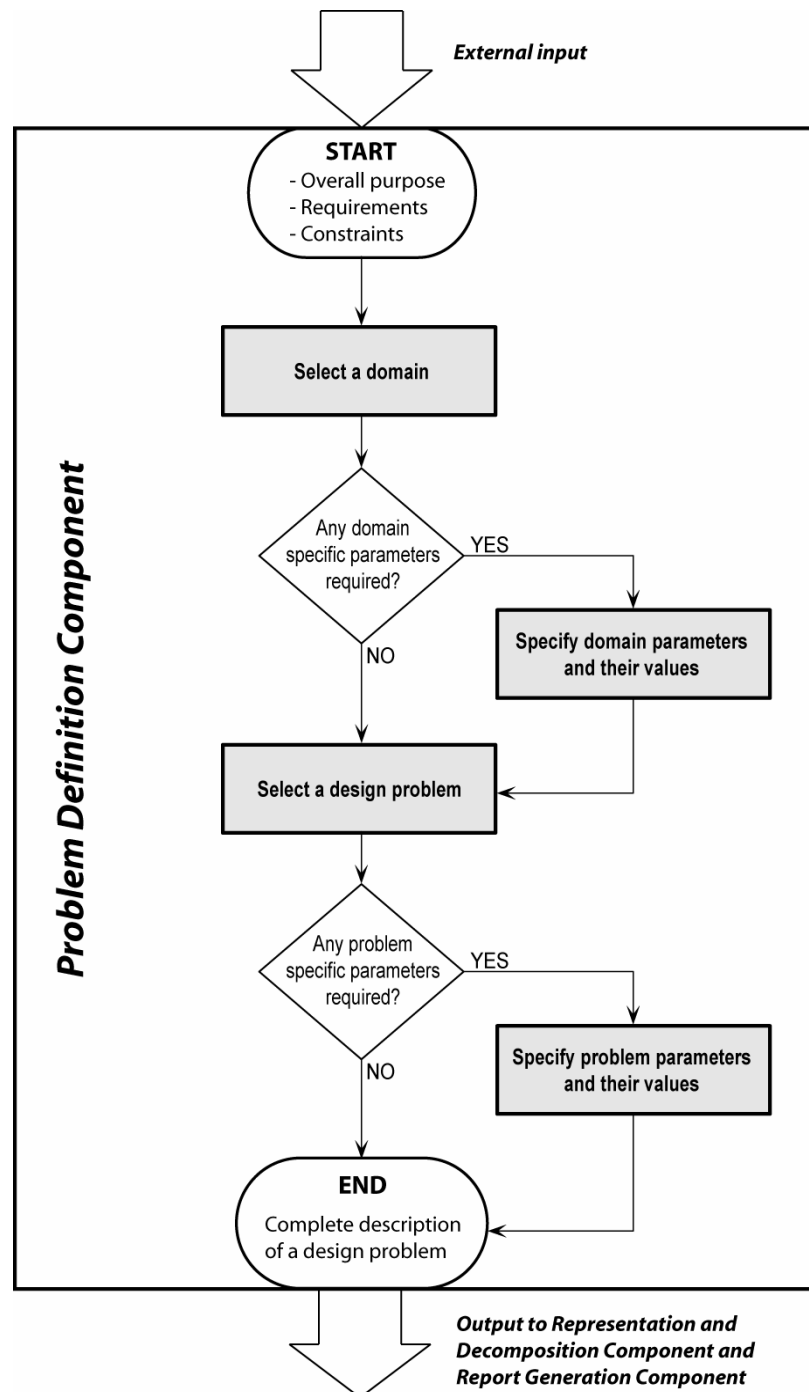 External input
START
- Overall purpose
- Requirements
- Constraints
Select a domain
Any domain
specific parameters
required?
YES
NO
Specify domain parameters
and their values
Select a design problem
Any problem
specific parameters
required?
YES
NO
Specify problem parameters
and their values
END
Complete description
of a design problem
Problem Definition Component
Output to Representation and
Decomposition Component and
Report Generation Component